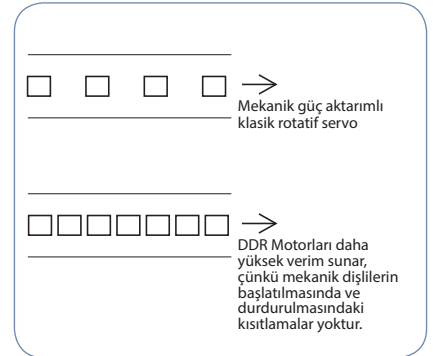 Mekanik güç aktarımlı
klasik rotatif servo
DDR Motorları daha
yüksek verim sunar,
çünkü mekanik dişlilerin
başlatılmasında ve
durdurulmasındaki
kısıtlamalar yoktur.